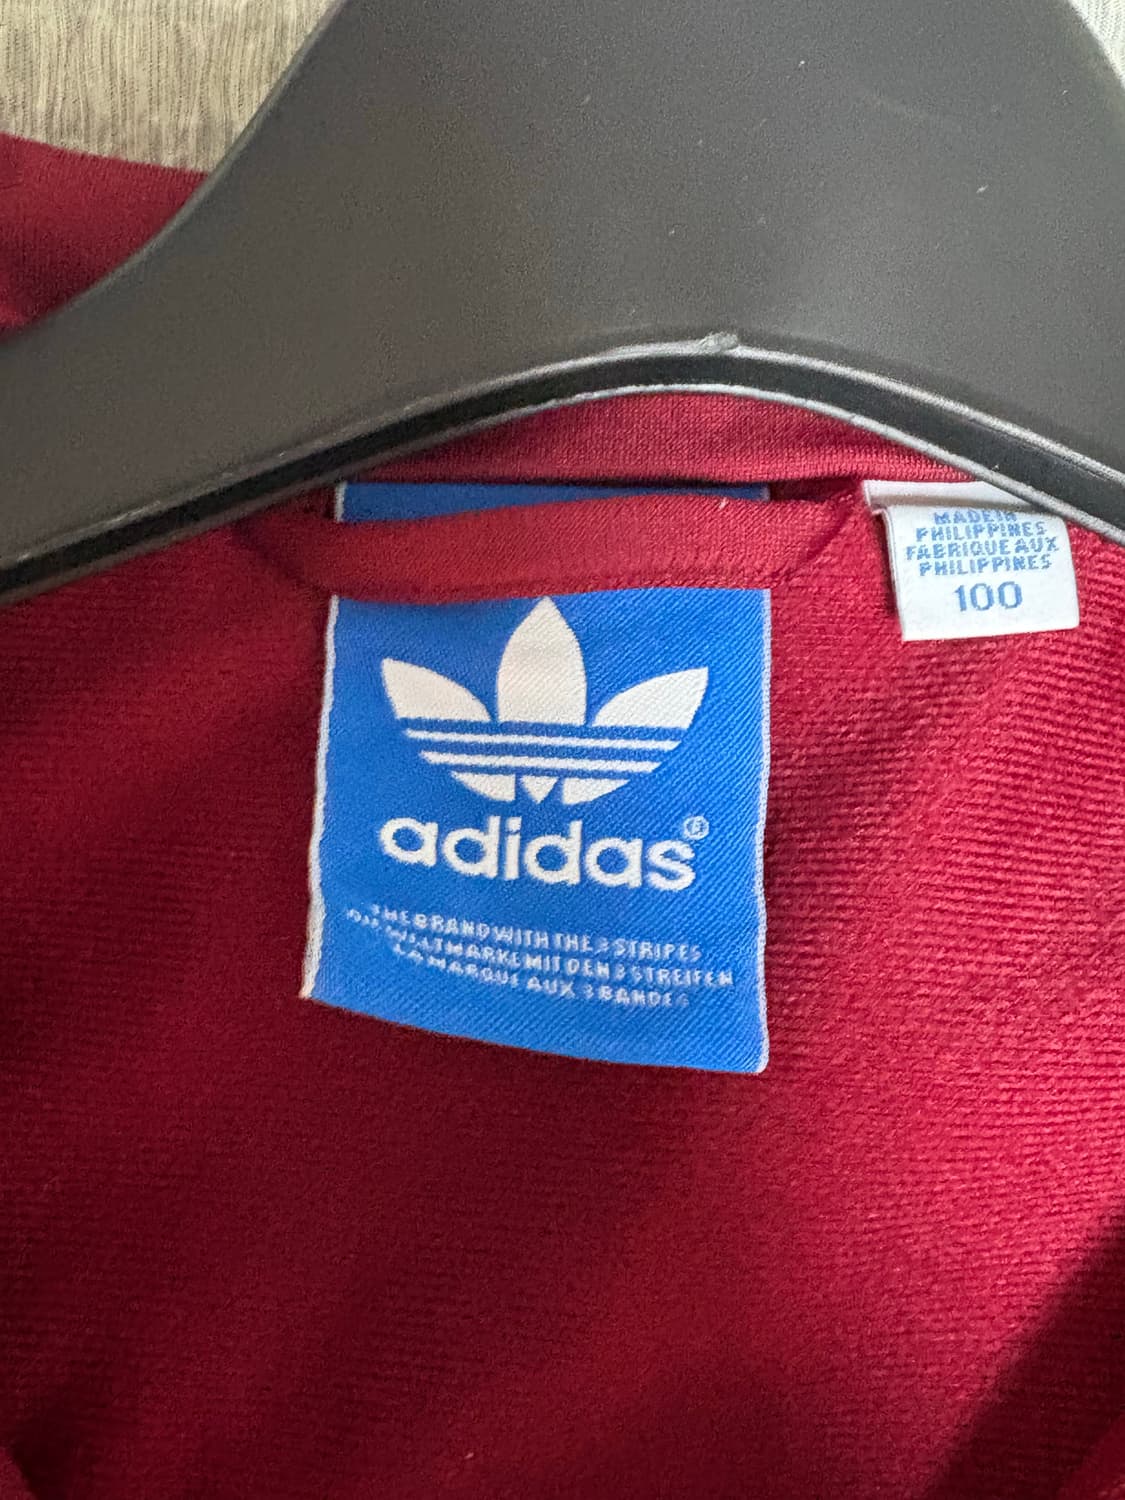 MADE IN
PHILIPPINES
FABRIQUE AUX
PHILIPPINES
100
adidas®
THE BRAND WITH THE 3 STRIPES
WELTMARKE MIT DEN 3 STREIFEN
LA MARQUE AUX 3 BANDES